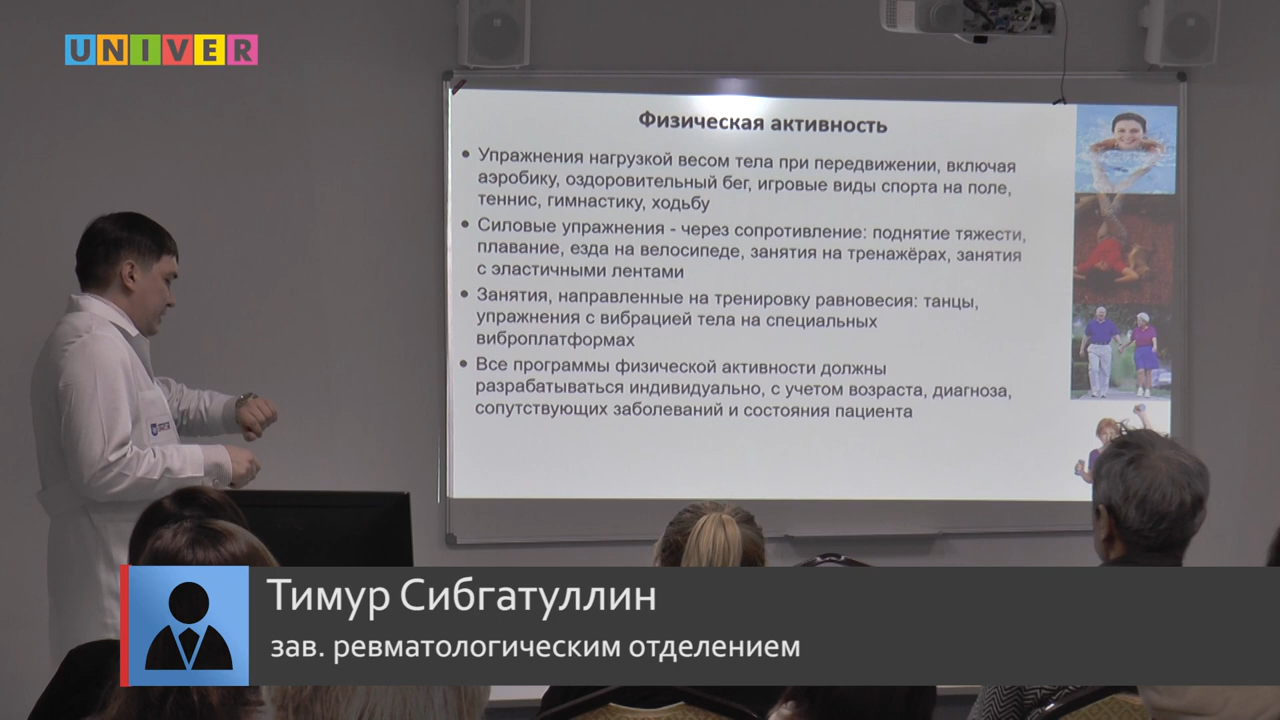 UNIVER
Физическая активность
• Упражнения нагрузкой весом тела при передвижении, включая
аэробику, оздоровительный бег, игровые виды спорта на поле,
теннис, гимнастику, ходьбу
• Силовые упражнения - через сопротивление: поднятие тяжести,
плавание, езда на велосипеде, занятия на тренажёрах, занятия
с эластичными лентами
• Занятия, направленные на тренировку равновесия: танцы,
упражнения с вибрацией тела на специальных
виброплатформах
• Все программы физической активности должны
разрабатываться индивидуально, с учетом возраста, диагноза,
сопутствующих заболеваний и состояния пациента
Тимур Сибгатуллин
зав. ревматологическим отделением